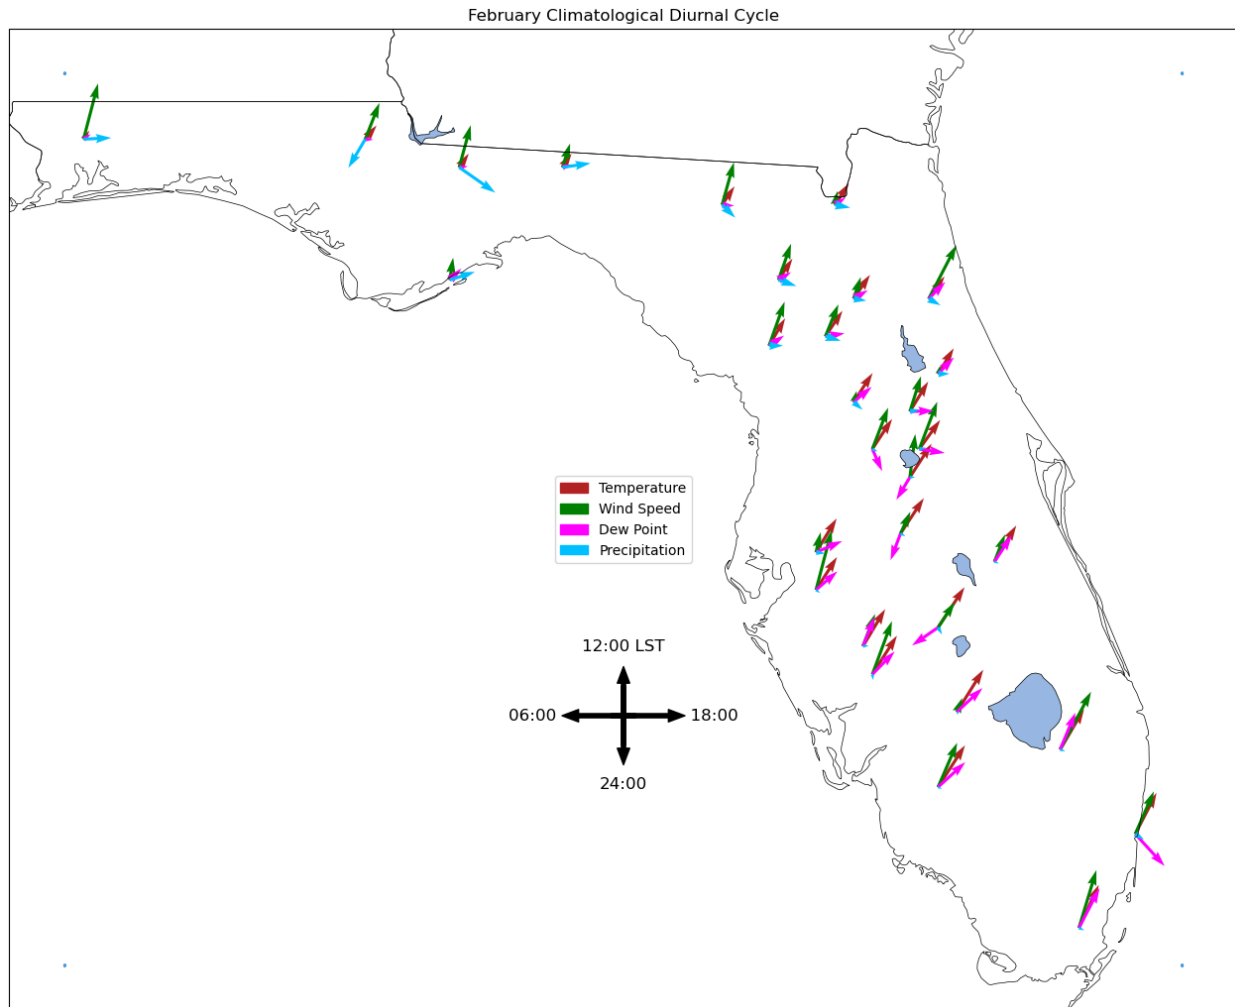 February Climatological Diurnal Cycle
Temperature
Wind Speed
Dew Point
Precipitation
12:00 LST
06:00
18:00
24:00